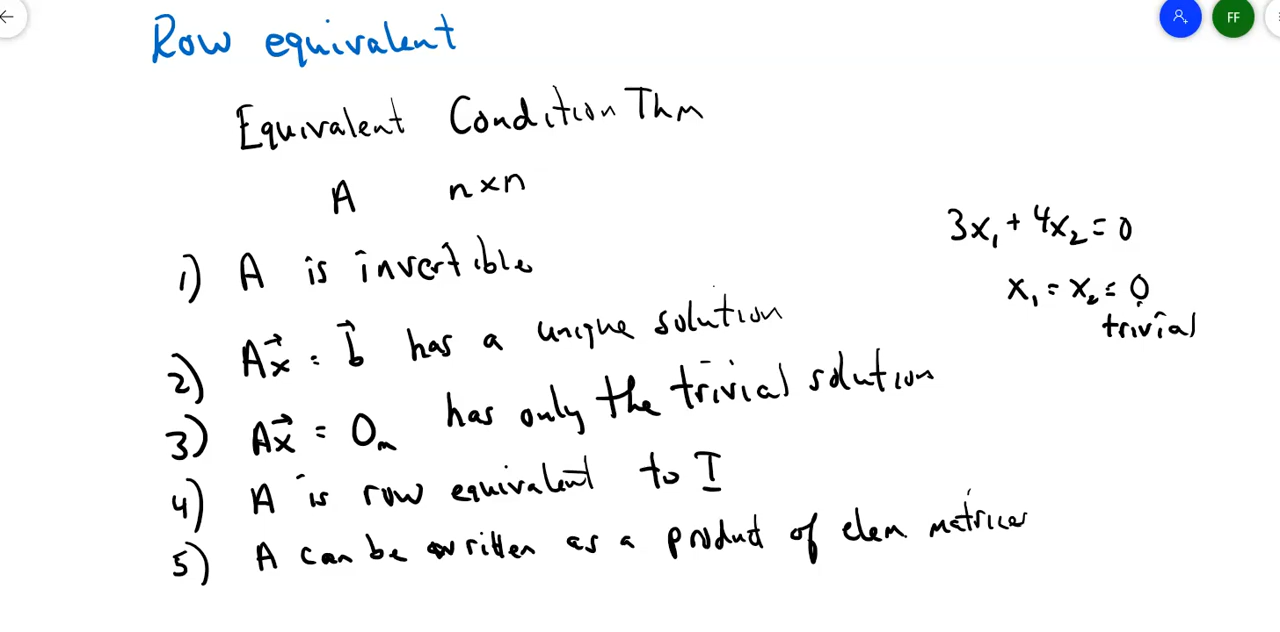 Row equivalent
FF
Equivalent Condition Thm
A n×n
1) A is invertible
2) Ax⃗ = b⃗ has a unique solution
3) Ax⃗ = 0ₘ has only the trivial solution
4) A is row equivalent to I
5) A can be written as a product of elem matrices
3x₁ + 4x₂ = 0
x₁ = x₂ = 0
trivial